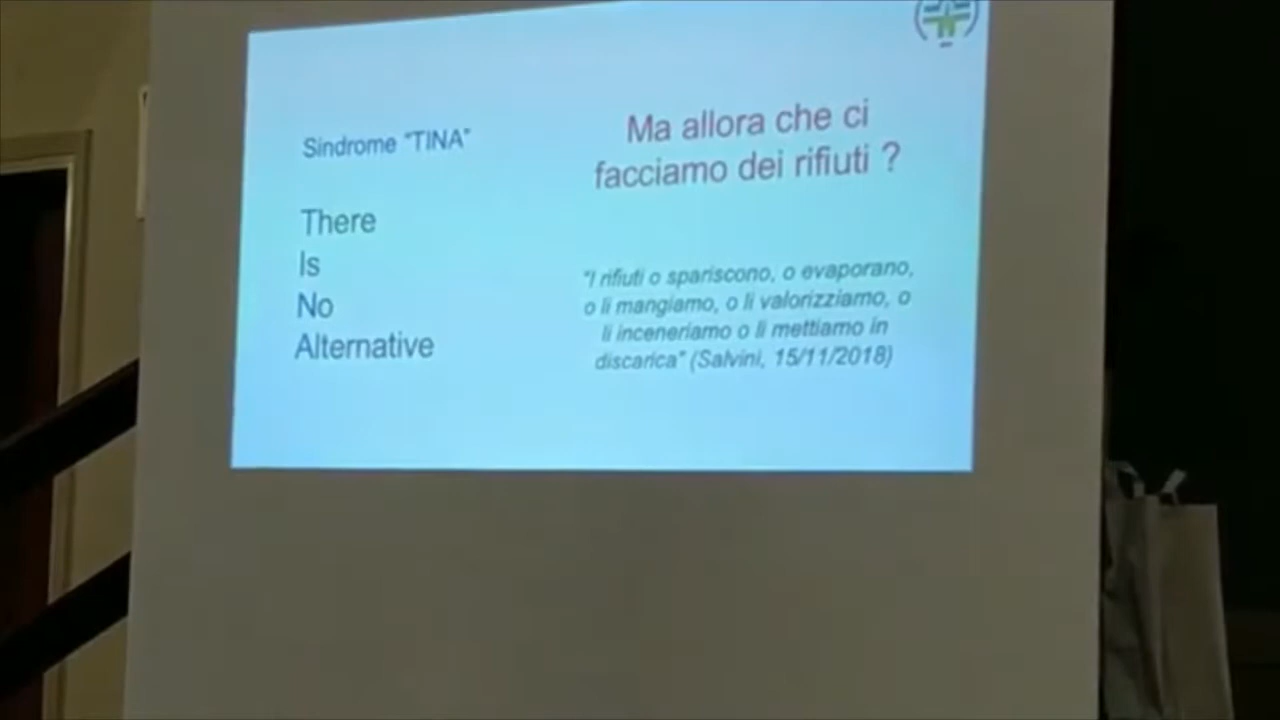 Sindrome "TINA"
There
Is
No
Alternative
Ma allora che ci
facciamo dei rifiuti ?
"I rifiuti o spariscono, o evaporano,
o li mangiamo, o li valorizziamo, o
li inceneriamo o li mettiamo in
discarica" (Salvini, 15/11/2018)